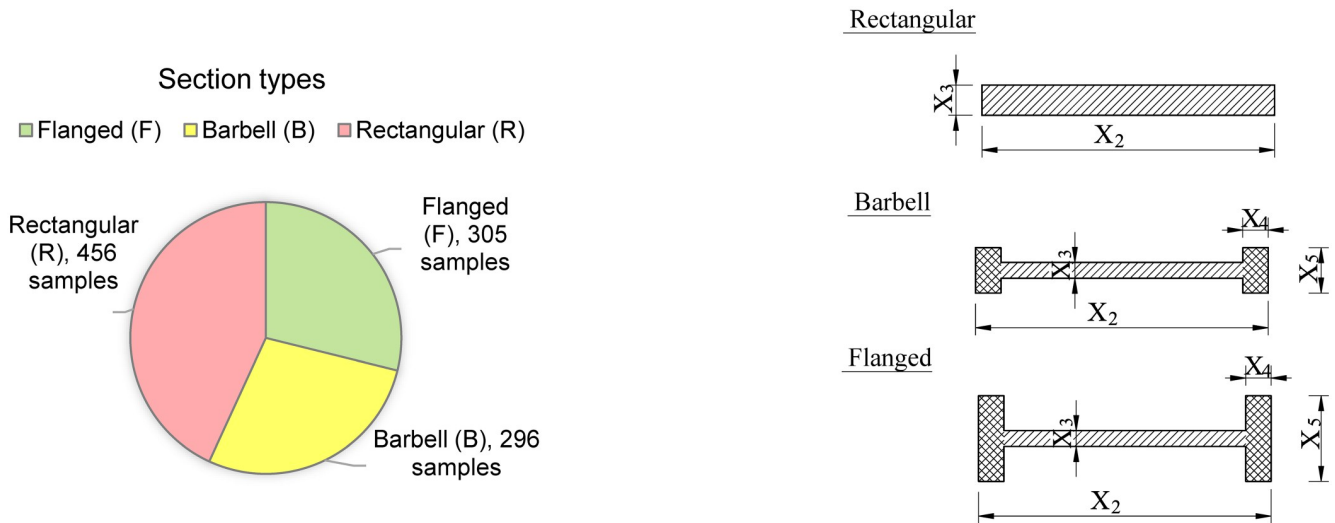 Section types
Flanged (F) Barbell (B) Rectangular (R)
Flanged
(F), 305
samples
Rectangular
(R), 456
samples
Barbell (B), 296
samples
Rectangular
X3
X2
Barbell
X4
X3
X5
X2
Flanged
X4
X3
X5
X2